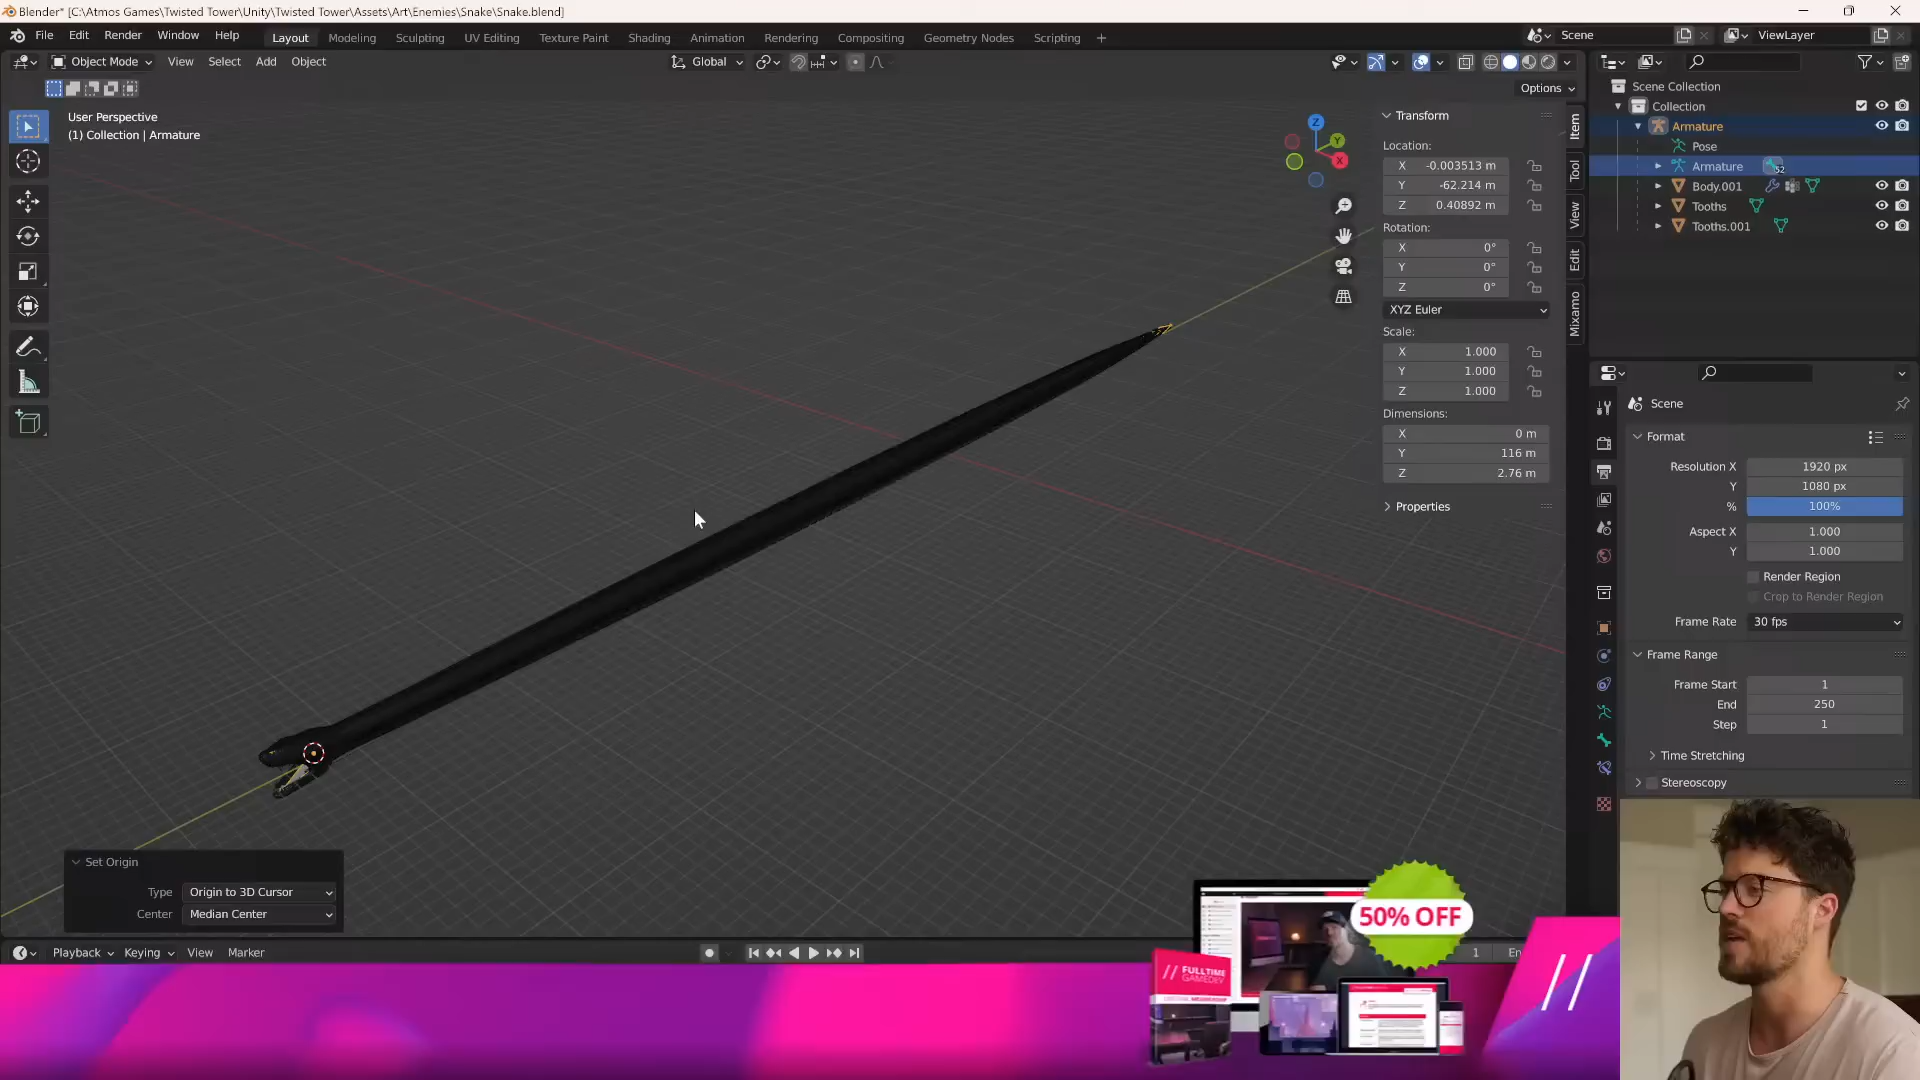 Blender* [C:\Atmos Games\Twisted Tower\Unity\Twisted Tower\Assets\Art\Enemies\Snake\Snake.blend]
File Edit Render Window Help
Layout Modeling Sculpting UV Editing Texture Paint Shading Animation Rendering Compositing Geometry Nodes Scripting +
Scene
ViewLayer
Object Mode View Select Add Object
Global
Options
User Perspective
(1) Collection | Armature
Transform
Location:
X -0.003513 m
Y -62.214 m
Z 0.40892 m
Rotation:
X 0°
Y 0°
Z 0°
XYZ Euler
Scale:
X 1.000
Y 1.000
Z 1.000
Dimensions:
X 0 m
Y 116 m
Z 2.76 m
Properties
Item
Tool
View
Edit
Mixamo
Z
Y
X
Scene Collection
Collection
Armature
Pose
Armature 52
Body.001
Tooths
Tooths.001
Scene
Format
Resolution X 1920 px
Y 1080 px
% 100%
Aspect X 1.000
Y 1.000
Render Region
Crop to Render Region
Frame Rate 30 fps
Frame Range
Frame Start 1
End 250
Step 1
Time Stretching
Stereoscopy
Set Origin
Type Origin to 3D Cursor
Center Median Center
Playback Keying View Marker
1 En
50% OFF
// FULLTIME
GAMEDEV
//